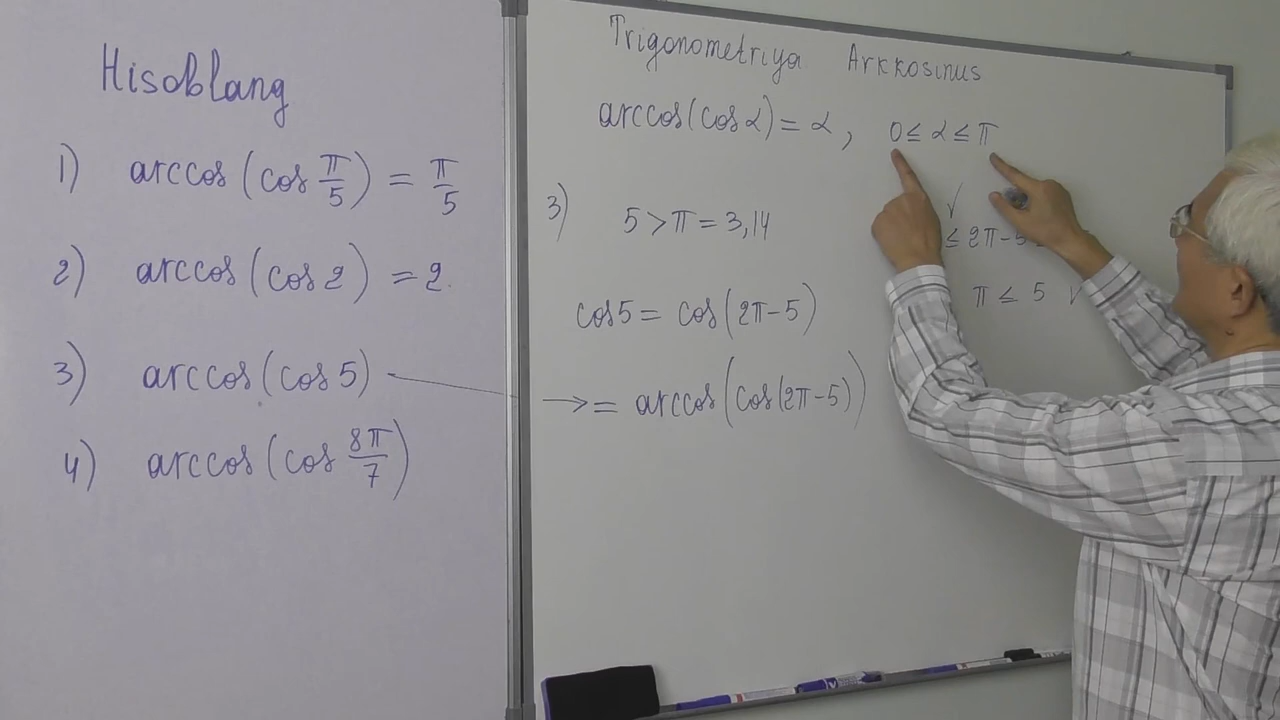 Hisoblang
1) arccos(cos π/5) = π/5
2) arccos(cos 2) = 2.
3) arccos(cos 5)
4) arccos(cos 8π/7)
Trigonometriya Arkkosinus
arccos(cos α) = α, 0 ≤ α ≤ π
3) 5 > π = 3,14
✓
≤ 2π-5
cos 5 = cos(2π-5)
π ≤ 5 ✓
→ = arccos(cos(2π-5))